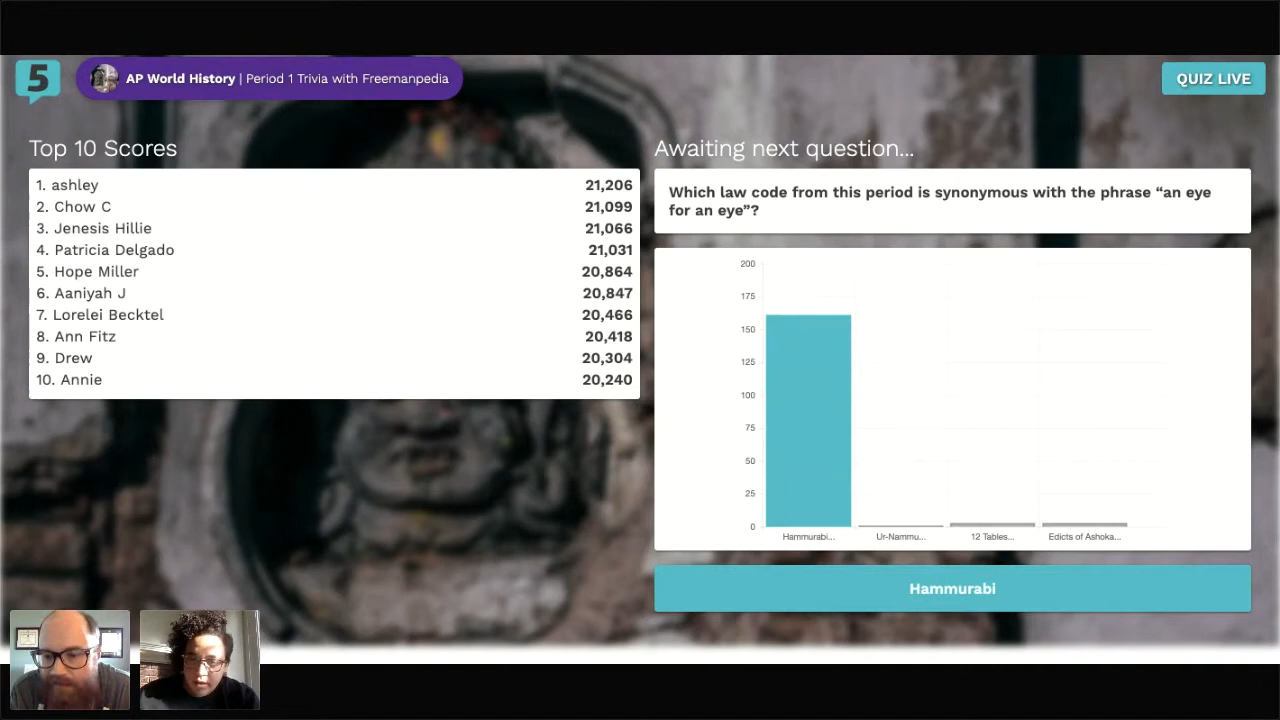 5
AP World History | Period 1 Trivia with Freemanpedia
QUIZ LIVE
Top 10 Scores
1. ashley 21,206
2. Chow C 21,099
3. Jenesis Hillie 21,066
4. Patricia Delgado 21,031
5. Hope Miller 20,864
6. Aaniyah J 20,847
7. Lorelei Becktel 20,466
8. Ann Fitz 20,418
9. Drew 20,304
10. Annie 20,240
Awaiting next question...
Which law code from this period is synonymous with the phrase “an eye
for an eye”?
200
175
150
125
100
75
50
25
0
Hammurabi... Ur-Nammu... 12 Tables... Edicts of Ashoka...
Hammurabi